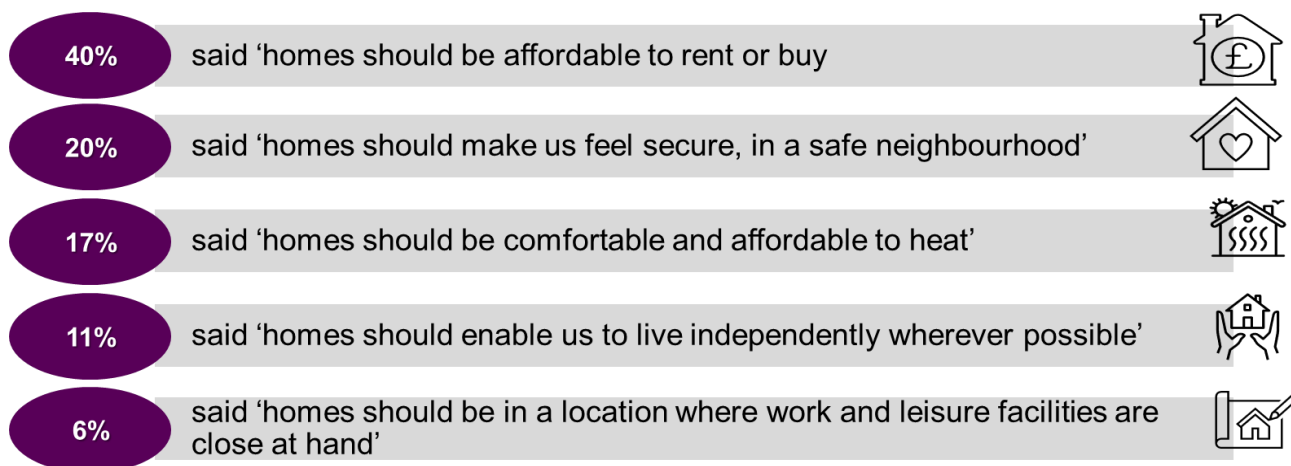 40% said ‘homes should be affordable to rent or buy
£
20% said ‘homes should make us feel secure, in a safe neighbourhood’
17% said ‘homes should be comfortable and affordable to heat’
11% said ‘homes should enable us to live independently wherever possible’
6% said ‘homes should be in a location where work and leisure facilities are
close at hand’